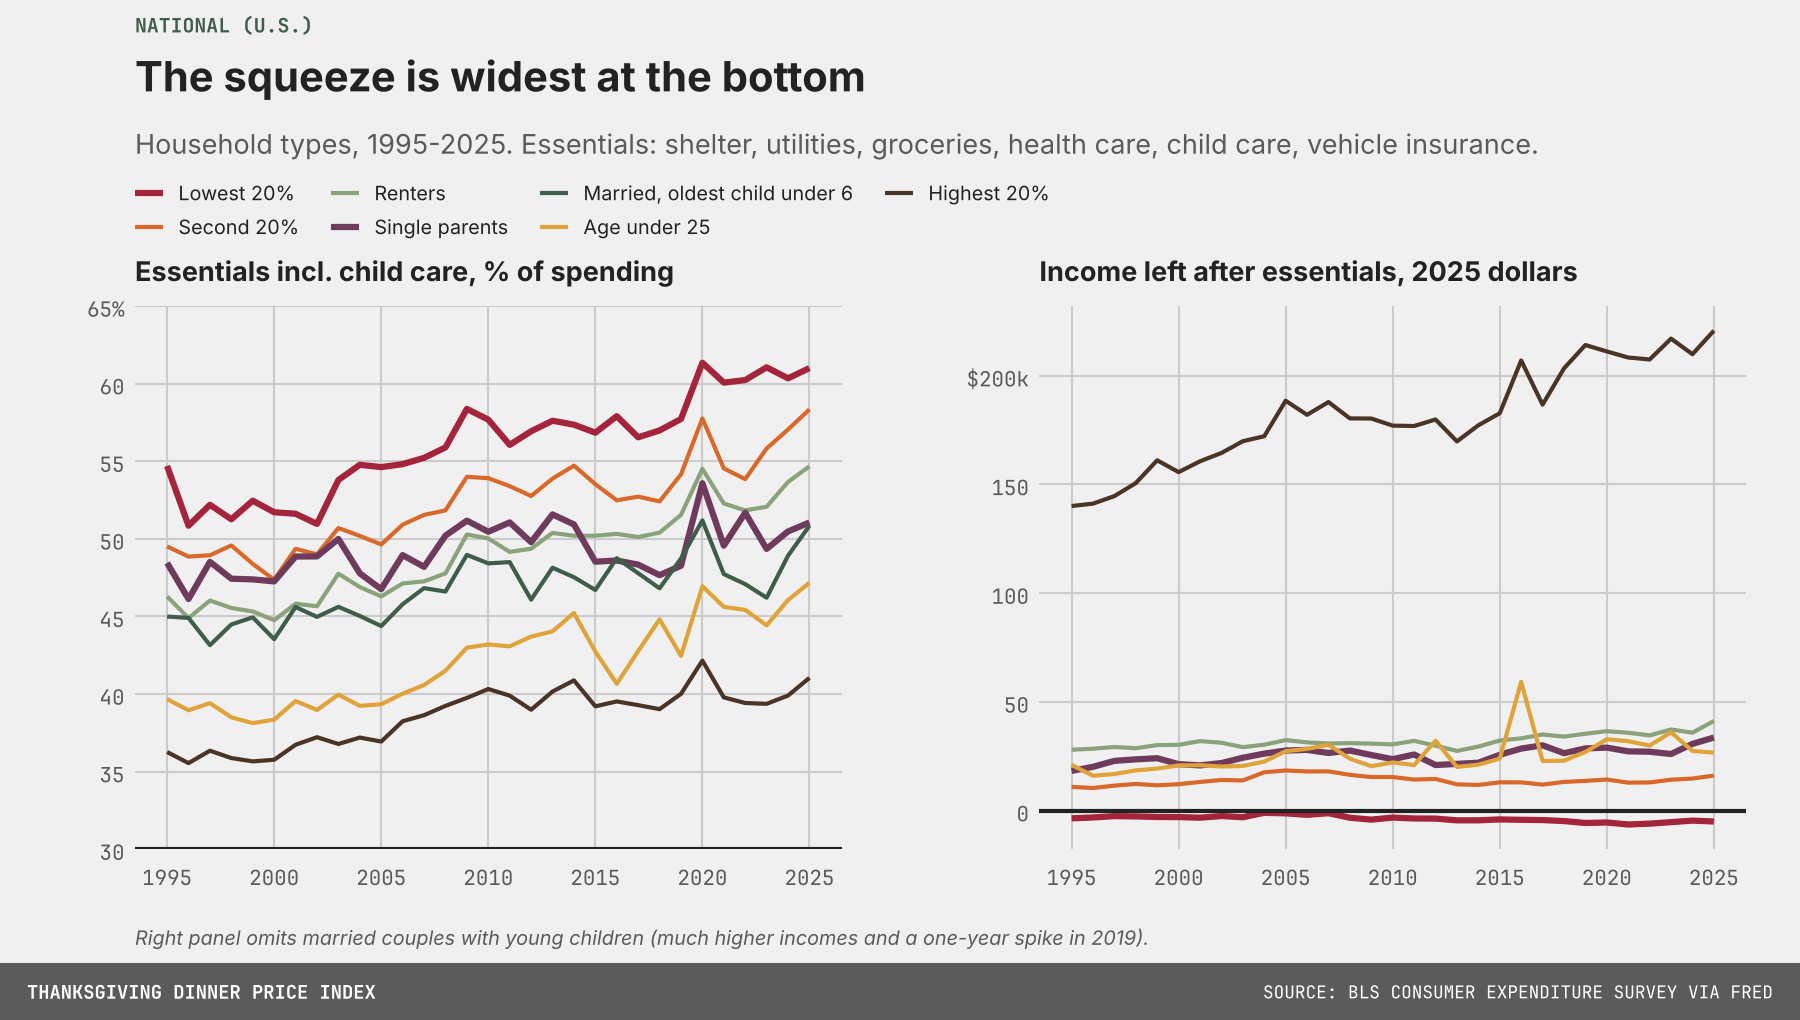 NATIONAL (U.S.)
The squeeze is widest at the bottom
Household types, 1995-2025. Essentials: shelter, utilities, groceries, health care, child care, vehicle insurance.
Lowest 20%
Renters
Married, oldest child under 6
Highest 20%
Second 20%
Single parents
Age under 25
Essentials incl. child care, % of spending
65%
60
55
50
45
40
35
30
1995 2000 2005 2010 2015 2020 2025
Income left after essentials, 2025 dollars
$200k
150
100
50
0
1995 2000 2005 2010 2015 2020 2025
Right panel omits married couples with young children (much higher incomes and a one-year spike in 2019).
THANKSGIVING DINNER PRICE INDEX
SOURCE: BLS CONSUMER EXPENDITURE SURVEY VIA FRED